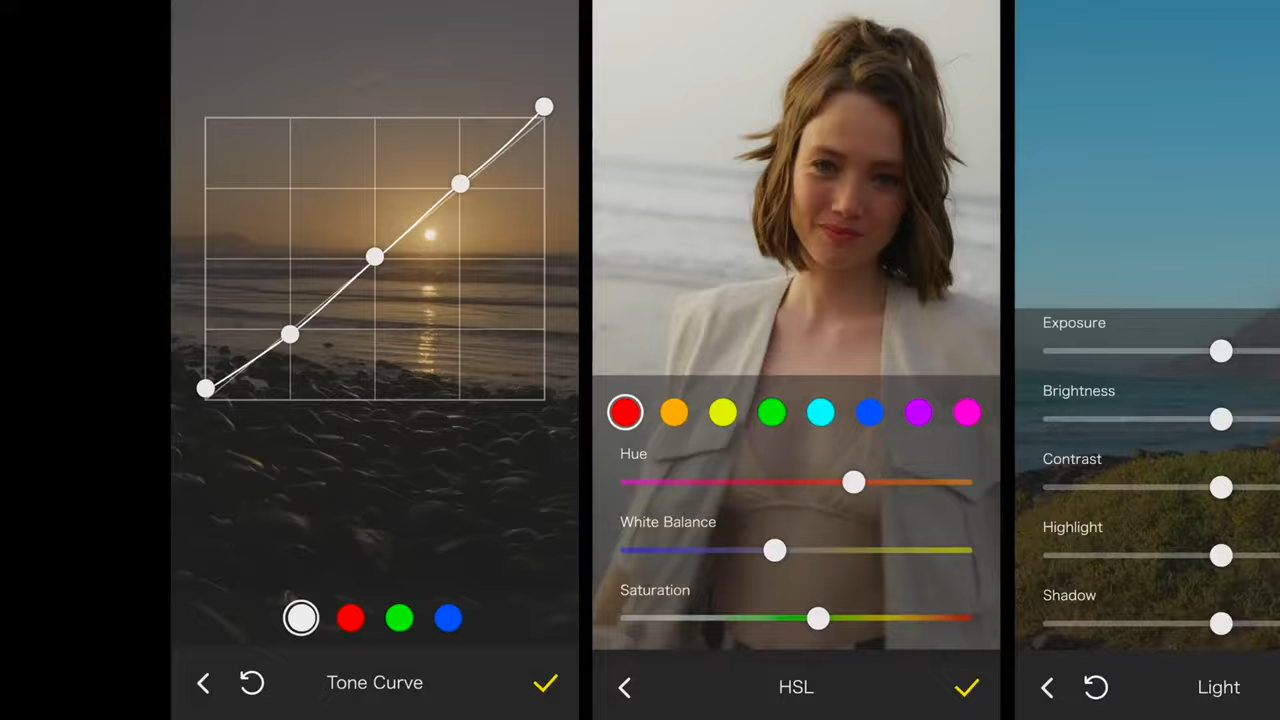 Tone Curve
Hue
White Balance
Saturation
HSL
Exposure
Brightness
Contrast
Highlight
Shadow
Light